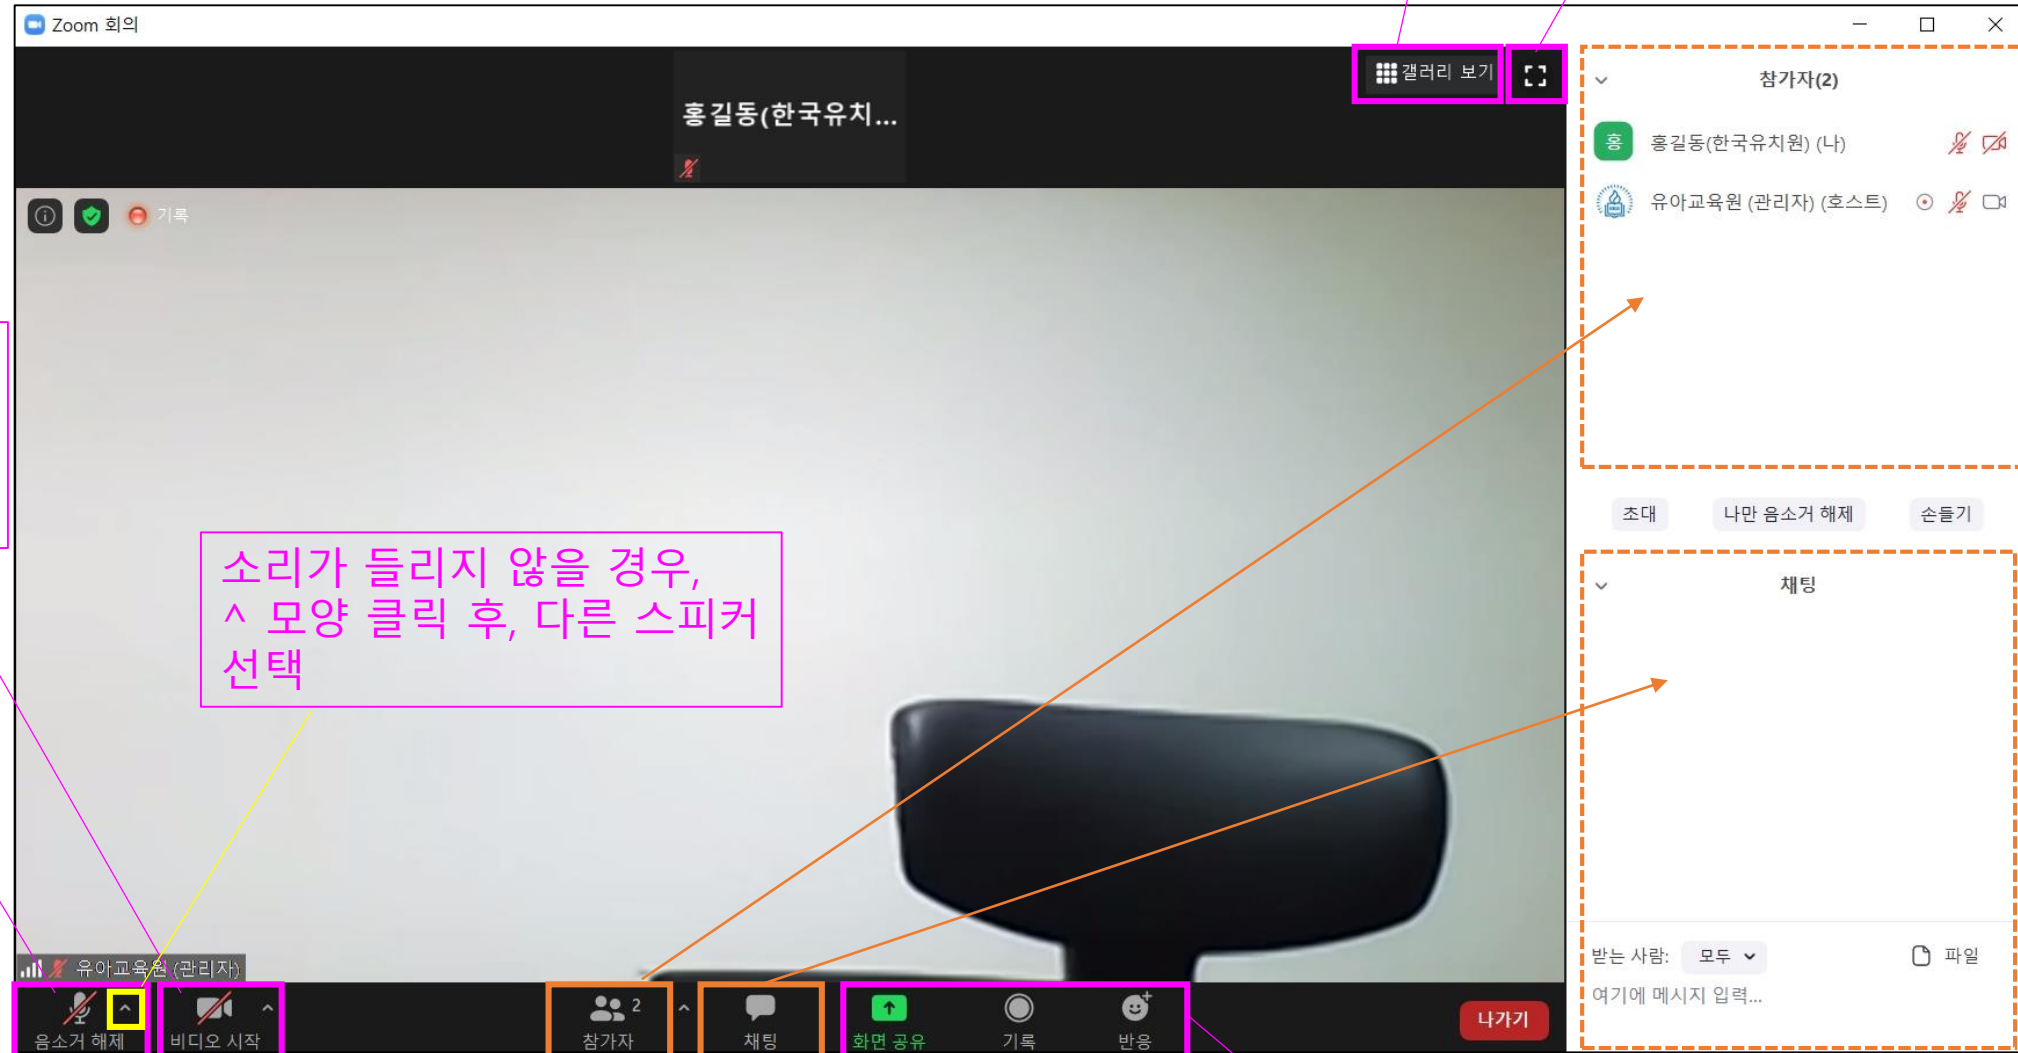 Zoom 회의
갤러리 보기
참가자(2)
홍길동(한국유치...
홍 홍길동(한국유치원) (나)
유아교육원 (관리자) (호스트)
기록
초대 나만 음소거 해제 손들기
소리가 들리지 않을 경우,
^ 모양 클릭 후, 다른 스피커
선택
채팅
유아교육원 (관리자)
받는 사람: 모두 파일
여기에 메시지 입력...
2
음소거 해제 비디오 시작 참가자 채팅 화면 공유 기록 반응 나가기